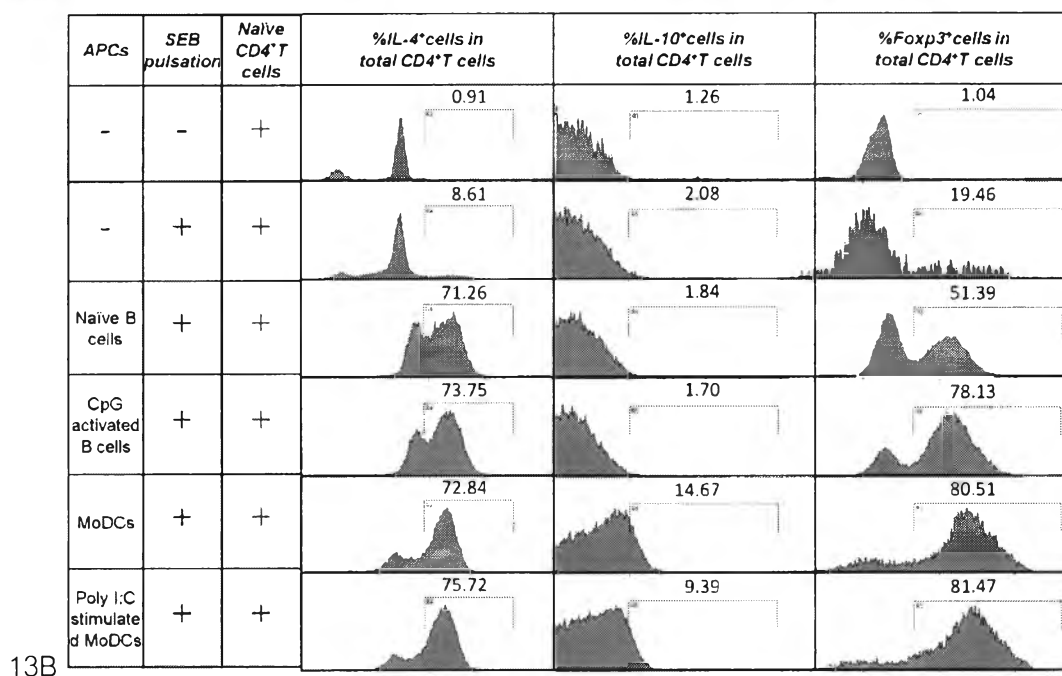 APCs
SEB
pulsation
Naïve
CD4⁺T
cells
%IL-4⁺cells in
total CD4⁺T cells
%IL-10⁺cells in
total CD4⁺T cells
%Foxp3⁺cells in
total CD4⁺T cells
- - + 0.91 1.26 1.04
- + + 8.61 2.08 19.46
Naïve B
cells
+ + 71.26 1.84 51.39
CpG
activated
B cells
+ + 73.75 1.70 78.13
MoDCs + + 72.84 14.67 80.51
Poly I:C
stimulate
d MoDCs
+ + 75.72 9.39 81.47
13B